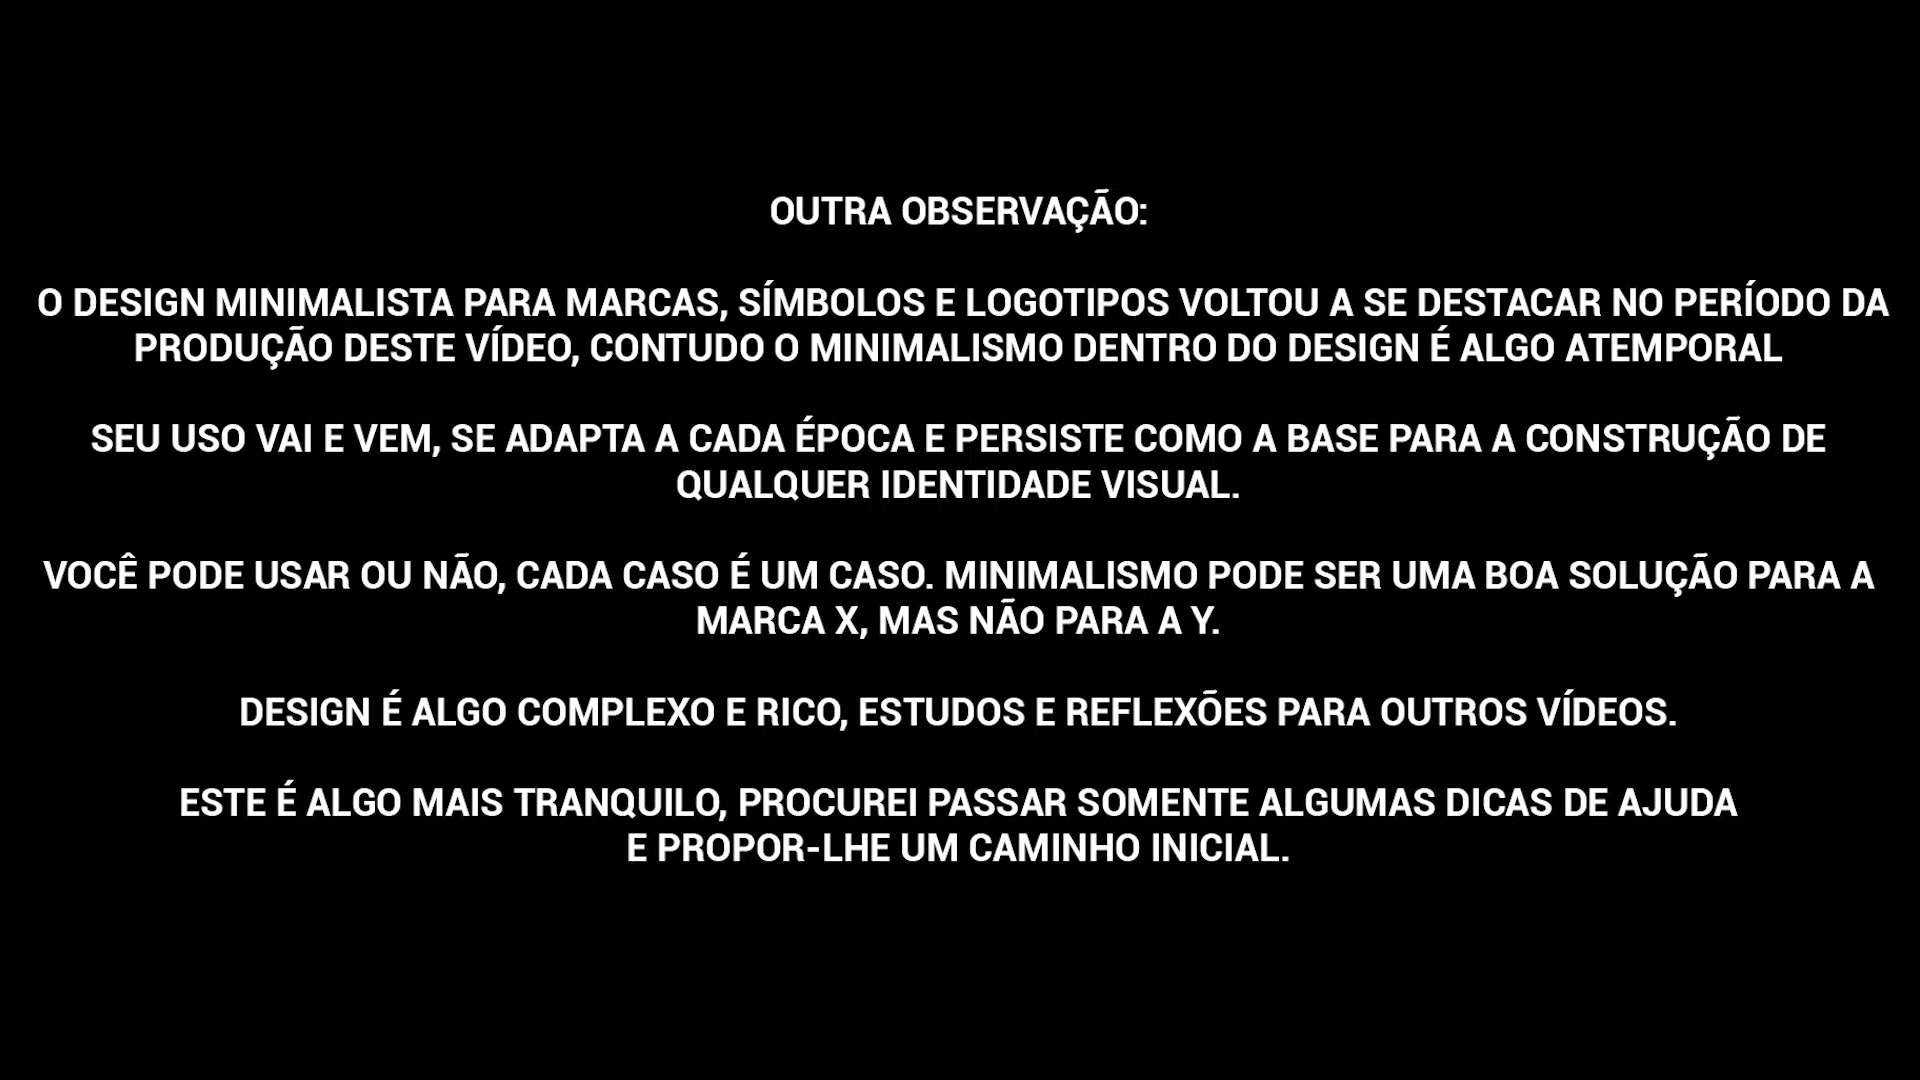 OUTRA OBSERVAÇÃO:
O DESIGN MINIMALISTA PARA MARCAS, SÍMBOLOS E LOGOTIPOS VOLTOU A SE DESTACAR NO PERÍODO DA
PRODUÇÃO DESTE VÍDEO, CONTUDO O MINIMALISMO DENTRO DO DESIGN É ALGO ATEMPORAL
SEU USO VAI E VEM, SE ADAPTA A CADA ÉPOCA E PERSISTE COMO A BASE PARA A CONSTRUÇÃO DE
QUALQUER IDENTIDADE VISUAL.
VOCÊ PODE USAR OU NÃO, CADA CASO É UM CASO. MINIMALISMO PODE SER UMA BOA SOLUÇÃO PARA A
MARCA X, MAS NÃO PARA A Y.
DESIGN É ALGO COMPLEXO E RICO, ESTUDOS E REFLEXÕES PARA OUTROS VÍDEOS.
ESTE É ALGO MAIS TRANQUILO, PROCUREI PASSAR SOMENTE ALGUMAS DICAS DE AJUDA
E PROPOR-LHE UM CAMINHO INICIAL.